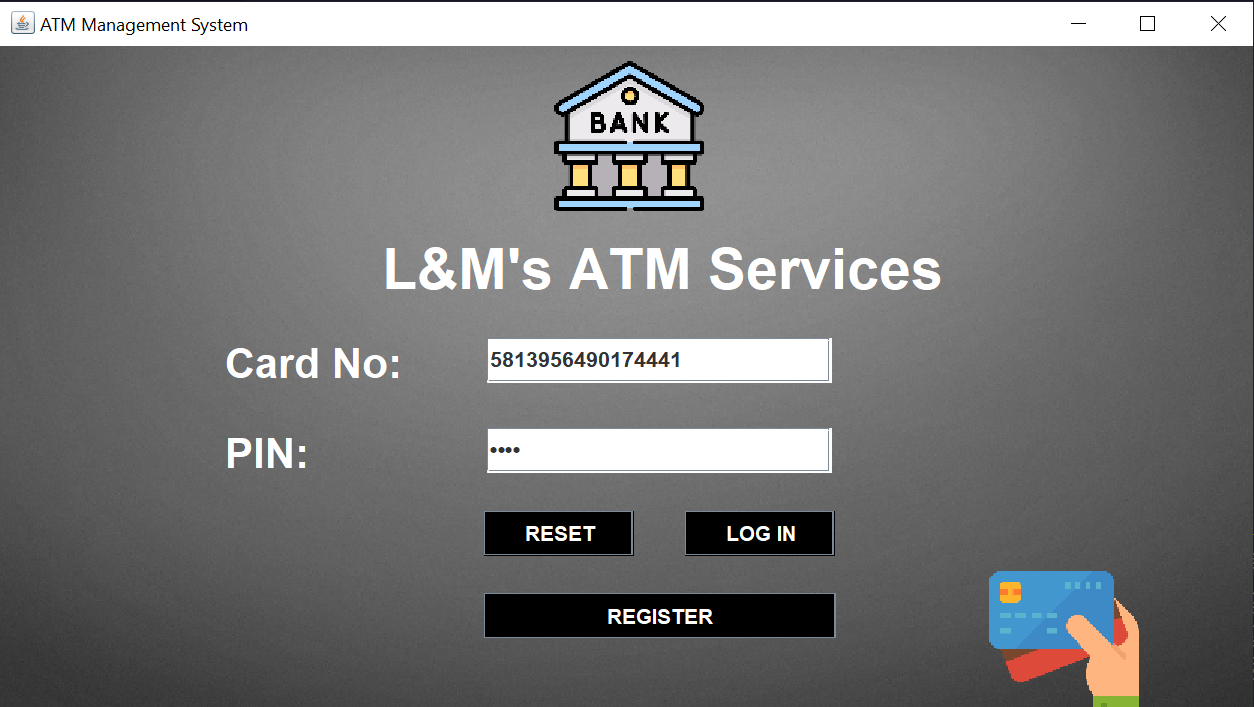 ATM Management System
BANK
L&M's ATM Services
Card No:
5813956490174441
PIN:
••••
RESET
LOG IN
REGISTER